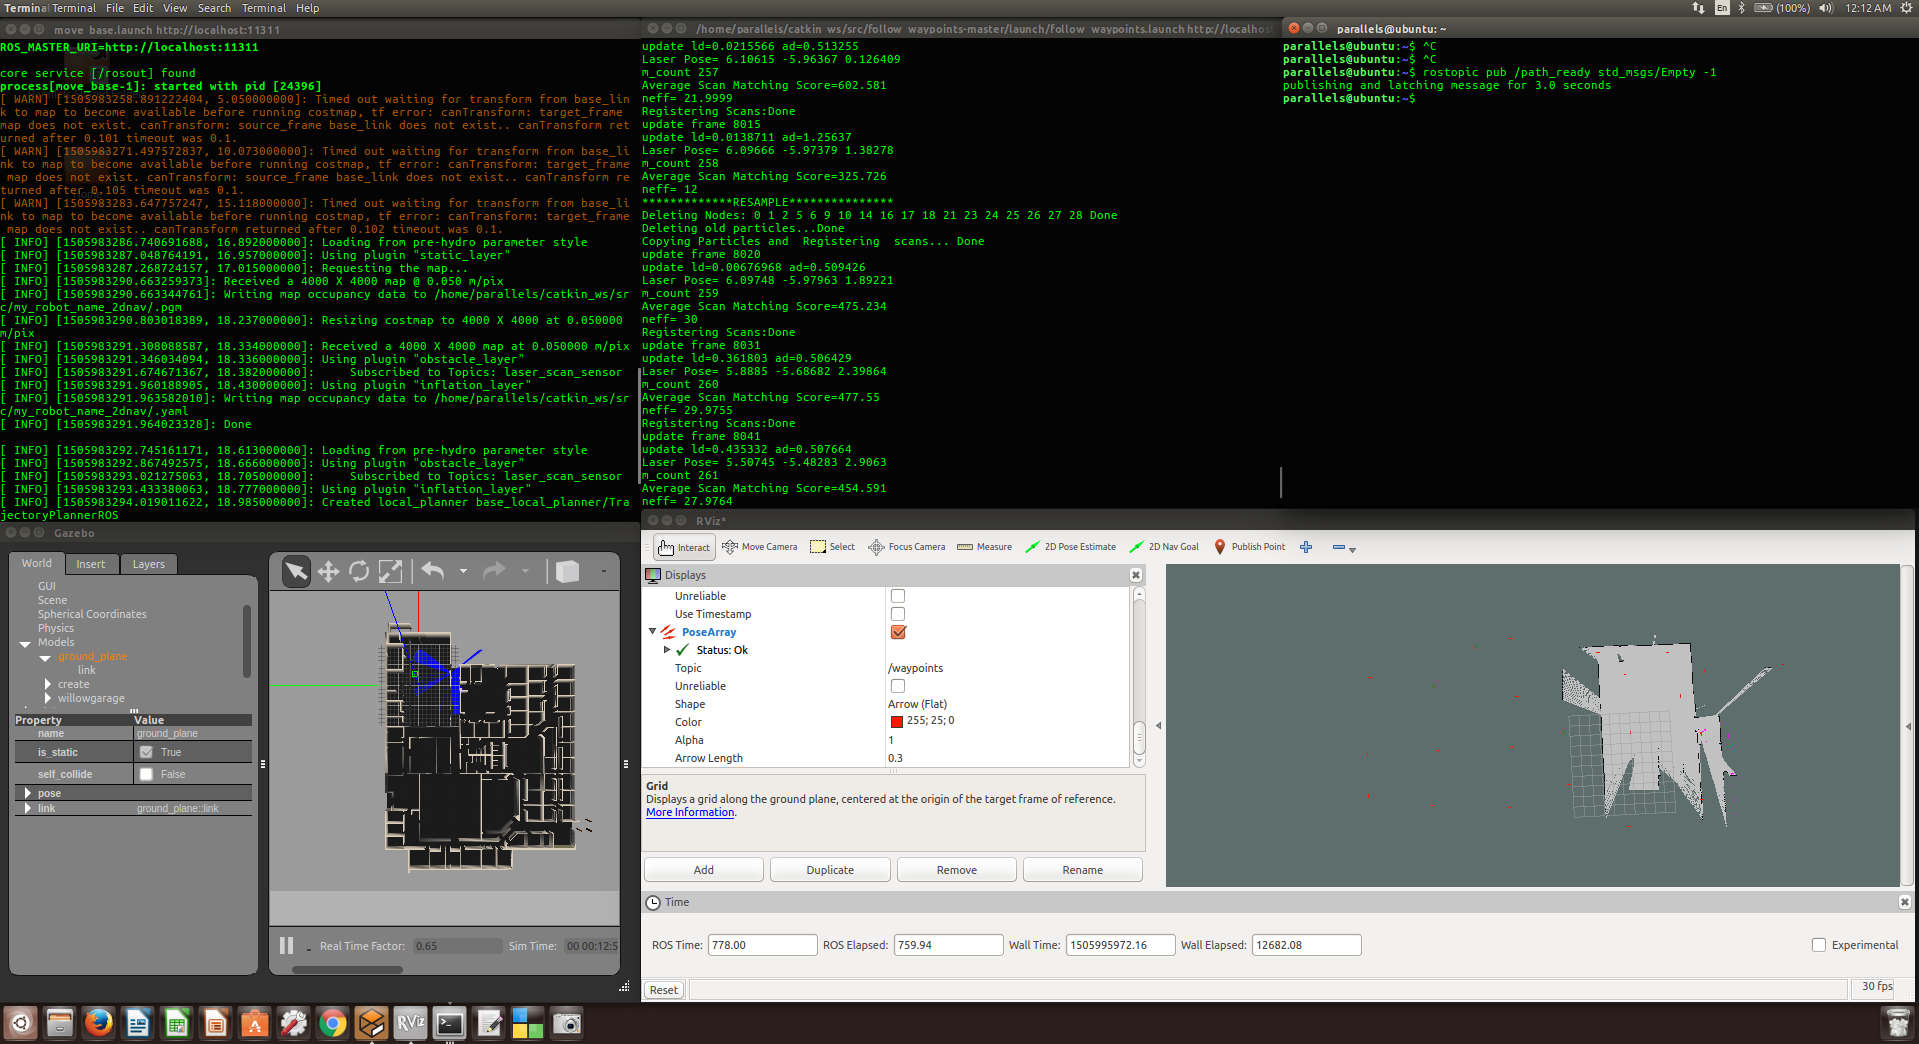 Terminal Terminal File Edit View Search Terminal Help
En (100%) 12:12 AM
move_base.launch http://localhost:11311
ROS_MASTER_URI=http://localhost:11311
core service [/rosout] found
process[move_base-1]: started with pid [24396]
[ WARN] [1505983258.891222404, 5.050000000]: Timed out waiting for transform from base_lin
k to map to become available before running costmap, tf error: canTransform: target_frame
map does not exist. canTransform: source_frame base_link does not exist.. canTransform ret
urned after 0.101 timeout was 0.1.
[ WARN] [1505983271.497572837, 10.073000000]: Timed out waiting for transform from base_li
nk to map to become available before running costmap, tf error: canTransform: target_frame
map does not exist. canTransform: source_frame base_link does not exist.. canTransform re
turned after 0.105 timeout was 0.1.
[ WARN] [1505983283.647757247, 15.118000000]: Timed out waiting for transform from base_li
nk to map to become available before running costmap, tf error: canTransform: target_frame
map does not exist.. canTransform returned after 0.102 timeout was 0.1.
[ INFO] [1505983286.740691688, 16.892000000]: Loading from pre-hydro parameter style
[ INFO] [1505983287.048764191, 16.957000000]: Using plugin "static_layer"
[ INFO] [1505983287.268724157, 17.015000000]: Requesting the map...
[ INFO] [1505983290.663259373]: Received a 4000 X 4000 map @ 0.050 m/pix
[ INFO] [1505983290.663344761]: Writing map occupancy data to /home/parallels/catkin_ws/sr
c/my_robot_name_2dnav/.pgm
[ INFO] [1505983290.803018389, 18.237000000]: Resizing costmap to 4000 X 4000 at 0.050000
m/pix
[ INFO] [1505983291.308088587, 18.334000000]: Received a 4000 X 4000 map at 0.050000 m/pix
[ INFO] [1505983291.346034094, 18.336000000]: Using plugin "obstacle_layer"
[ INFO] [1505983291.674671367, 18.382000000]: Subscribed to Topics: laser_scan_sensor
[ INFO] [1505983291.960188905, 18.430000000]: Using plugin "inflation_layer"
[ INFO] [1505983291.963582010]: Writing map occupancy data to /home/parallels/catkin_ws/sr
c/my_robot_name_2dnav/.yaml
[ INFO] [1505983291.964023328]: Done
[ INFO] [1505983292.745161171, 18.613000000]: Loading from pre-hydro parameter style
[ INFO] [1505983292.867492575, 18.666000000]: Using plugin "obstacle_layer"
[ INFO] [1505983293.021275063, 18.705000000]: Subscribed to Topics: laser_scan_sensor
[ INFO] [1505983293.433380063, 18.777000000]: Using plugin "inflation_layer"
[ INFO] [1505983294.019011622, 18.985000000]: Created local_planner base_local_planner/Tra
jectoryPlannerROS
/home/parallels/catkin_ws/src/follow_waypoints-master/launch/follow_waypoints.launch http://localhost
update ld=0.0215566 ad=0.513255
Laser Pose= 6.10615 -5.96367 0.126409
m_count 257
Average Scan Matching Score=602.581
neff= 21.9999
Registering Scans:Done
update frame 8015
update ld=0.0138711 ad=1.25637
Laser Pose= 6.09666 -5.97379 1.38278
m_count 258
Average Scan Matching Score=325.726
neff= 12
*************RESAMPLE***************
Deleting Nodes: 0 1 2 5 6 9 10 14 16 17 18 21 23 24 25 26 27 28 Done
Deleting old particles...Done
Copying Particles and Registering scans... Done
update frame 8020
update ld=0.00676968 ad=0.509426
Laser Pose= 6.09748 -5.97963 1.89221
m_count 259
Average Scan Matching Score=475.234
neff= 30
Registering Scans:Done
update frame 8031
update ld=0.361803 ad=0.506429
Laser Pose= 5.8885 -5.68682 2.39864
m_count 260
Average Scan Matching Score=477.55
neff= 29.9755
Registering Scans:Done
update frame 8041
update ld=0.435332 ad=0.507664
Laser Pose= 5.50745 -5.48283 2.9063
m_count 261
Average Scan Matching Score=454.591
neff= 27.9764
parallels@ubuntu: ~
parallels@ubuntu:~$ ^C
parallels@ubuntu:~$ ^C
parallels@ubuntu:~$ rostopic pub /path_ready std_msgs/Empty -1
publishing and latching message for 3.0 seconds
parallels@ubuntu:~$
Gazebo
World Insert Layers
GUI
Scene
Spherical Coordinates
Physics
Models
ground_plane
link
create
willowgarage
Property Value
name ground_plane
is_static True
self_collide False
pose
link ground_plane::link
Real Time Factor: 0.65 Sim Time: 00 00:12:5
RViz*
Interact Move Camera Select Focus Camera Measure 2D Pose Estimate 2D Nav Goal Publish Point
Displays
Unreliable
Use Timestamp
PoseArray
Status: Ok
Topic /waypoints
Unreliable
Shape Arrow (Flat)
Color 255; 25; 0
Alpha 1
Arrow Length 0.3
Grid
Displays a grid along the ground plane, centered at the origin of the target frame of reference.
More Information.
Add Duplicate Remove Rename
Time
ROS Time: 778.00 ROS Elapsed: 759.94 Wall Time: 1505995972.16 Wall Elapsed: 12682.08 Experimental
Reset 30 fps
RViz